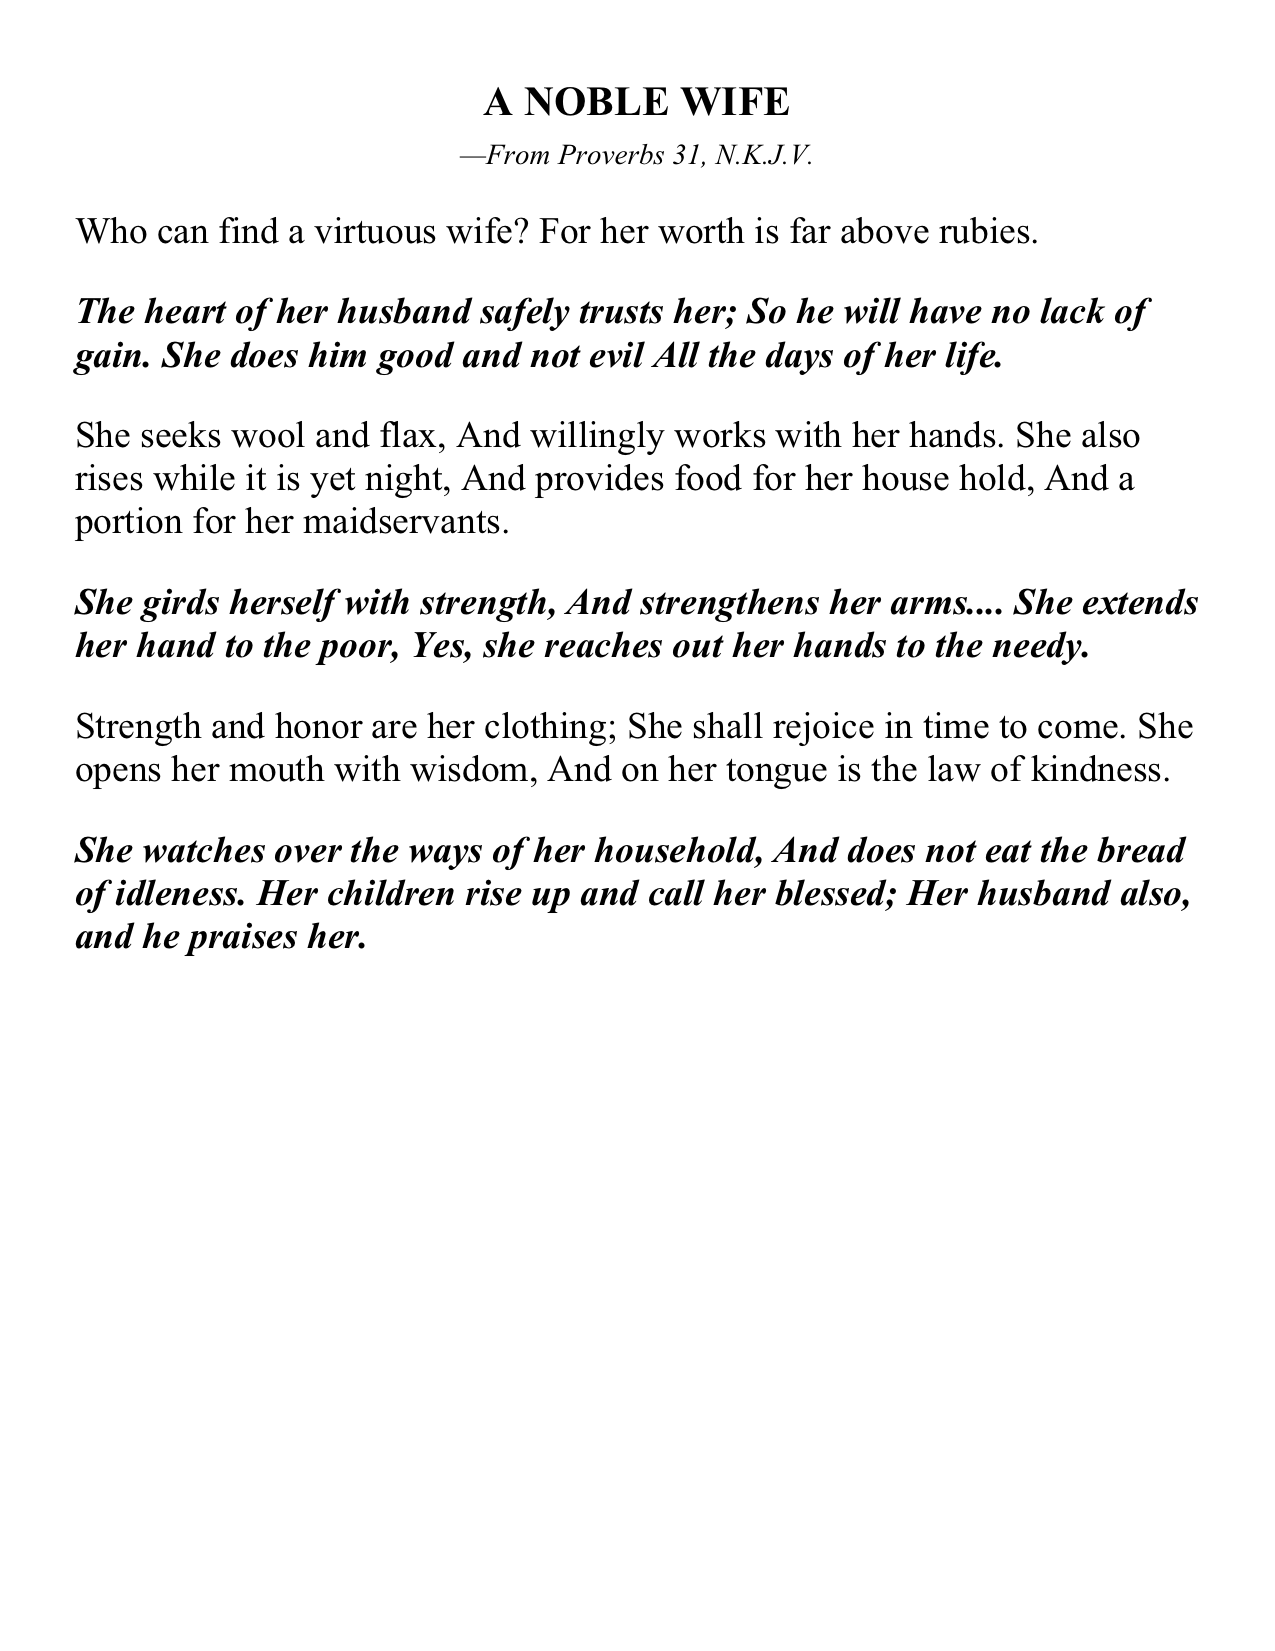 A NOBLE WIFE
—From Proverbs 31, N.K.J.V.
Who can find a virtuous wife? For her worth is far above rubies.
The heart of her husband safely trusts her; So he will have no lack of
gain. She does him good and not evil All the days of her life.
She seeks wool and flax, And willingly works with her hands. She also
rises while it is yet night, And provides food for her house hold, And a
portion for her maidservants.
She girds herself with strength, And strengthens her arms.... She extends
her hand to the poor, Yes, she reaches out her hands to the needy.
Strength and honor are her clothing; She shall rejoice in time to come. She
opens her mouth with wisdom, And on her tongue is the law of kindness.
She watches over the ways of her household, And does not eat the bread
of idleness. Her children rise up and call her blessed; Her husband also,
and he praises her.